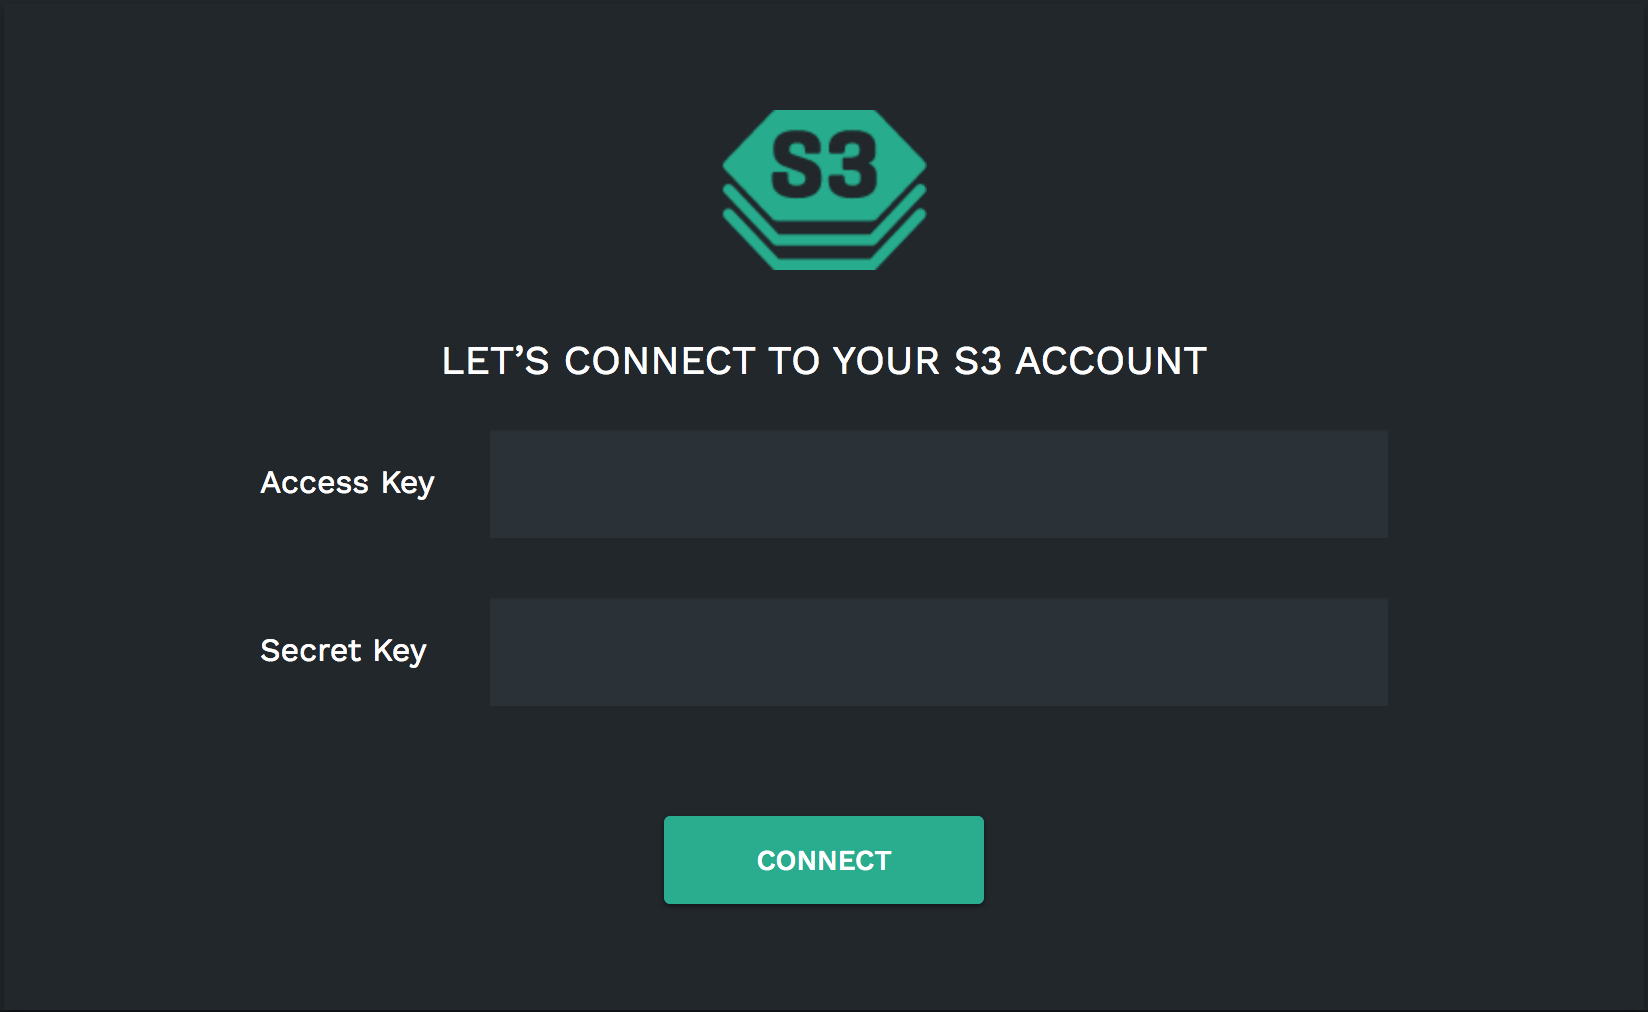 S3
LET’S CONNECT TO YOUR S3 ACCOUNT
Access Key
Secret Key
CONNECT